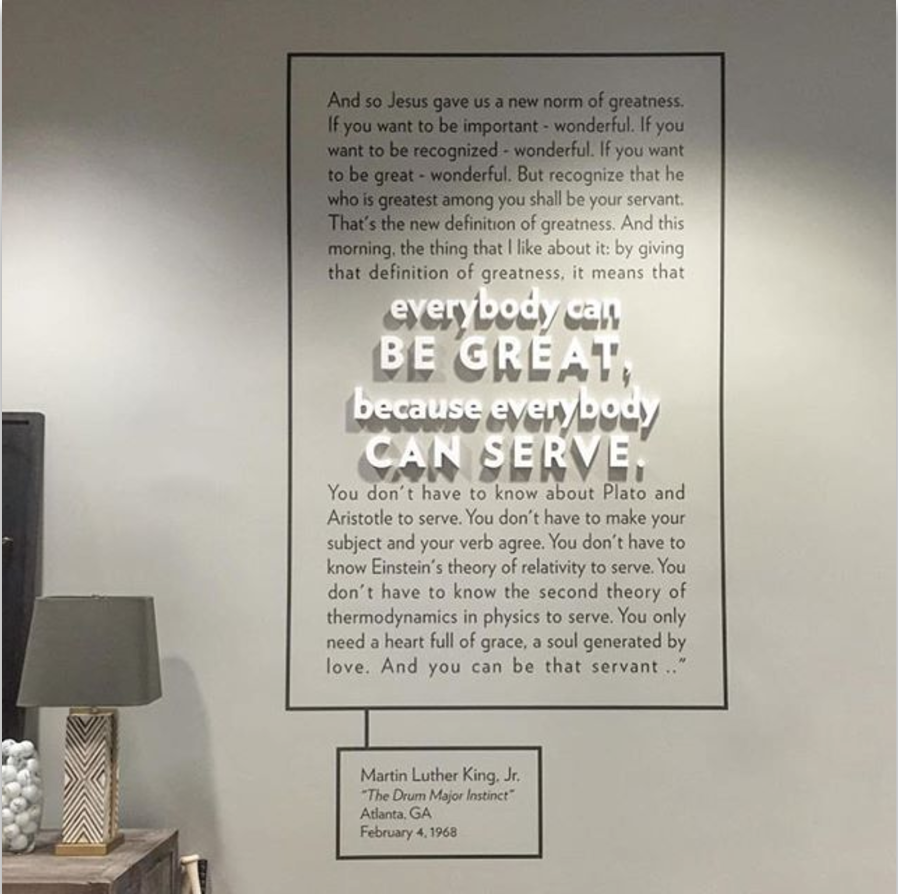 And so Jesus gave us a new norm of greatness.
If you want to be important - wonderful. If you
want to be recognized - wonderful. If you want
to be great - wonderful. But recognize that he
who is greatest among you shall be your servant.
That's the new definition of greatness. And this
morning, the thing that I like about it: by giving
that definition of greatness, it means that
everybody can
BE GREAT,
because everybody
CAN SERVE.
You don't have to know about Plato and
Aristotle to serve. You don't have to make your
subject and your verb agree. You don't have to
know Einstein's theory of relativity to serve. You
don't have to know the second theory of
thermodynamics in physics to serve. You only
need a heart full of grace, a soul generated by
love. And you can be that servant .."
Martin Luther King, Jr.
"The Drum Major Instinct"
Atlanta, GA
February 4, 1968